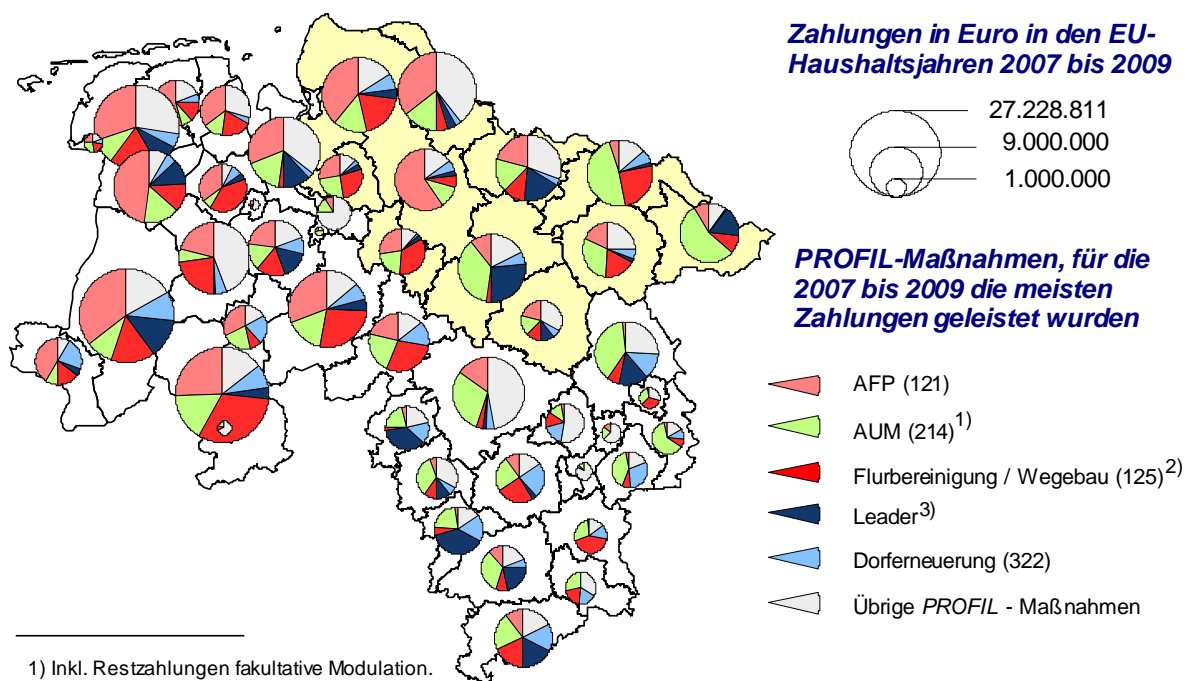 Zahlungen in Euro in den EU-
Haushaltsjahren 2007 bis 2009
27.228.811
9.000.000
1.000.000
PROFIL-Maßnahmen, für die
2007 bis 2009 die meisten
Zahlungen geleistet wurden
AFP (121)
AUM (214)1)
Flurbereinigung / Wegebau (125)2)
Leader3)
Dorferneuerung (322)
Übrige PROFIL - Maßnahmen
1) Inkl. Restzahlungen fakultative Modulation.